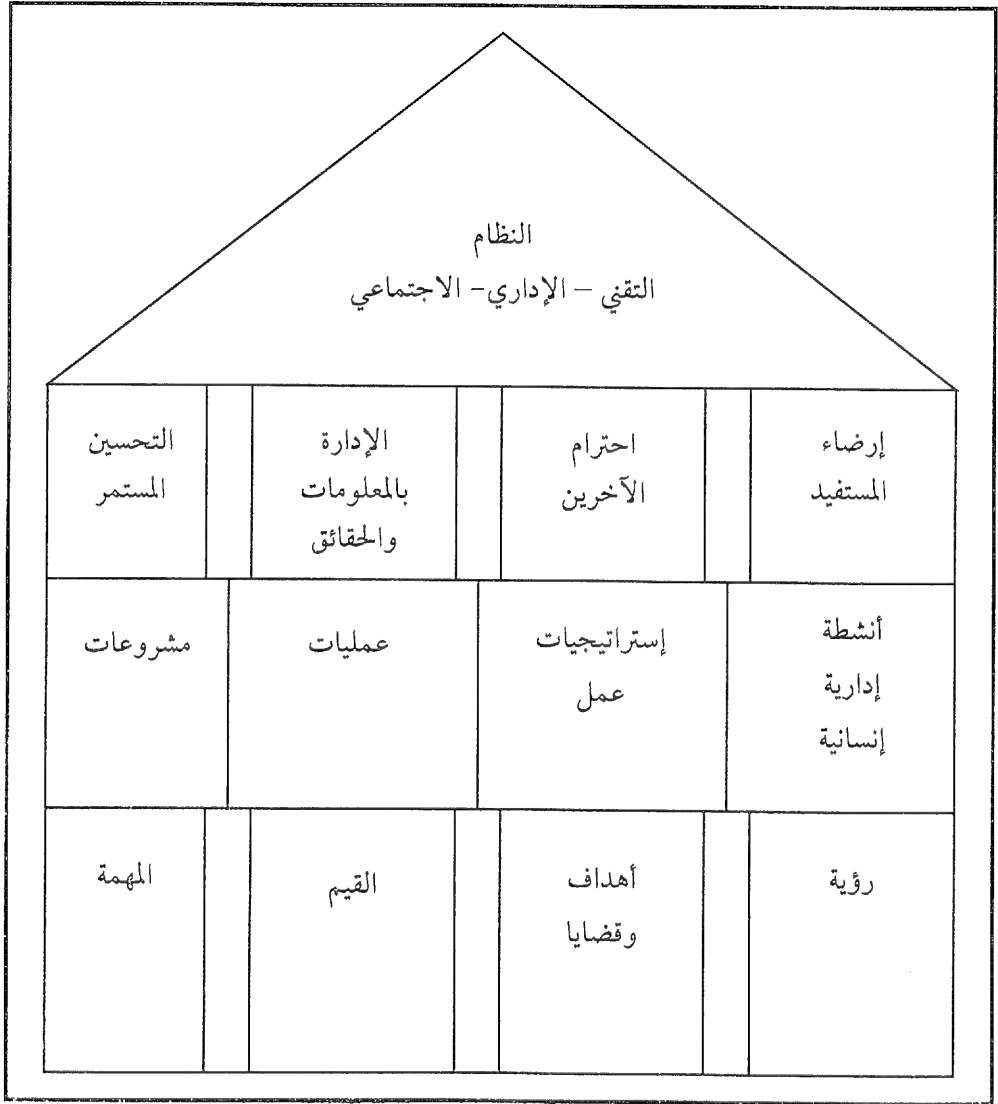 النظام
التقني – الإداري- الاجتماعي
إرضاء
المستفيد
احترام
الآخرين
الإدارة
بالمعلومات
والحقائق
التحسين
المستمر
أنشطة
إدارية
إنسانية
إستراتيجيات
عمل
عمليات
مشروعات
رؤية
أهداف
وقضايا
القيم
المهمة